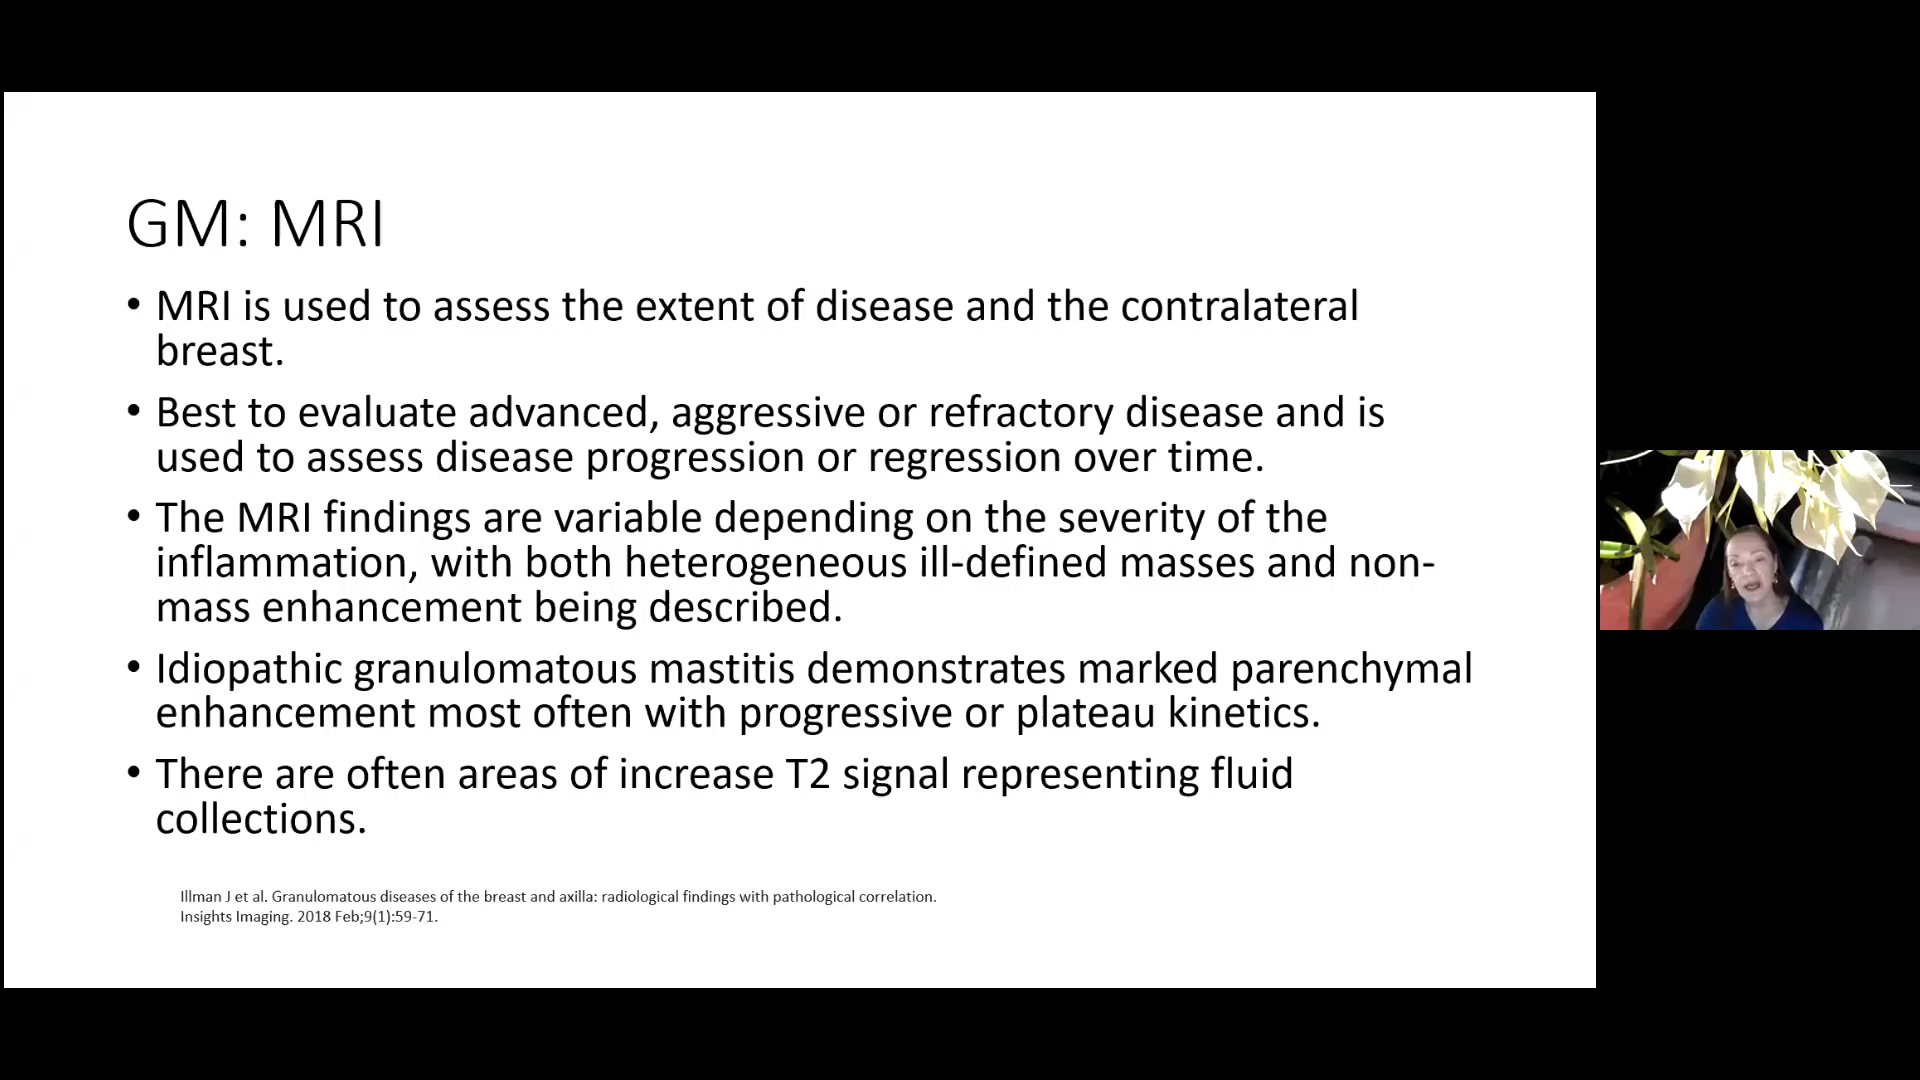 GM: MRI
• MRI is used to assess the extent of disease and the contralateral
breast.
• Best to evaluate advanced, aggressive or refractory disease and is
used to assess disease progression or regression over time.
• The MRI findings are variable depending on the severity of the
inflammation, with both heterogeneous ill-defined masses and non-
mass enhancement being described.
• Idiopathic granulomatous mastitis demonstrates marked parenchymal
enhancement most often with progressive or plateau kinetics.
• There are often areas of increase T2 signal representing fluid
collections.
Illman J et al. Granulomatous diseases of the breast and axilla: radiological findings with pathological correlation.
Insights Imaging. 2018 Feb;9(1):59-71.